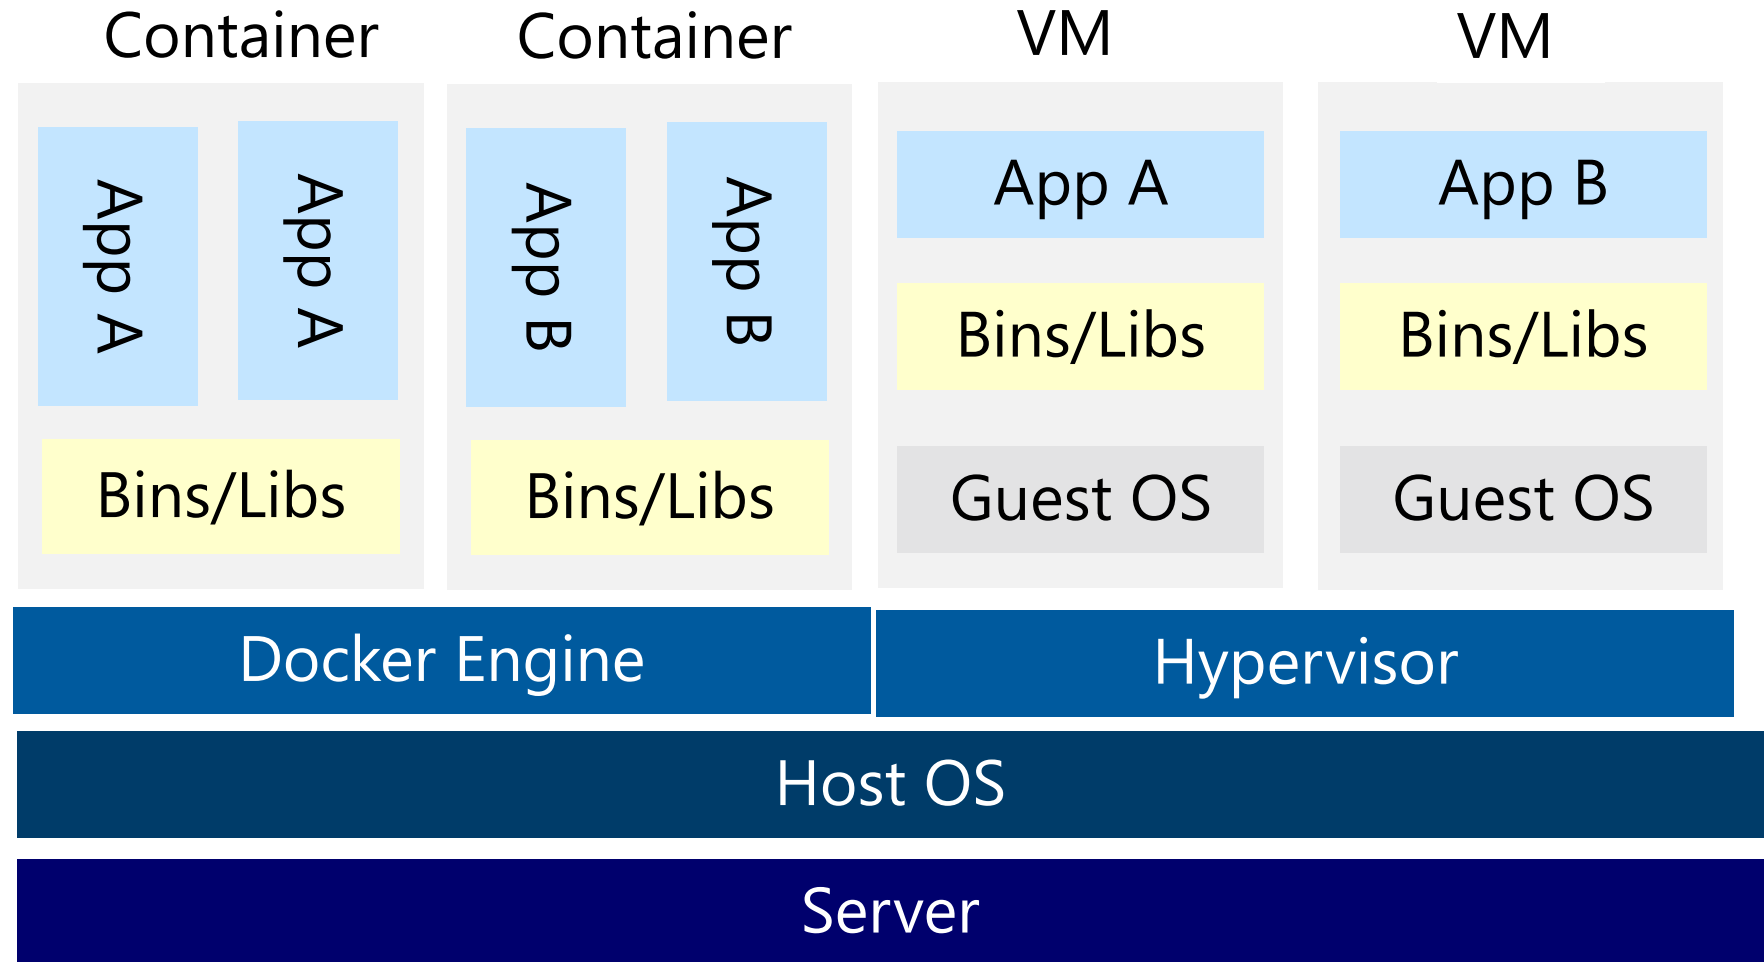 Container
Container
VM
VM
App A
App A
App B
App B
App A
App B
Bins/Libs
Bins/Libs
Bins/Libs
Bins/Libs
Guest OS
Guest OS
Docker Engine
Hypervisor
Host OS
Server